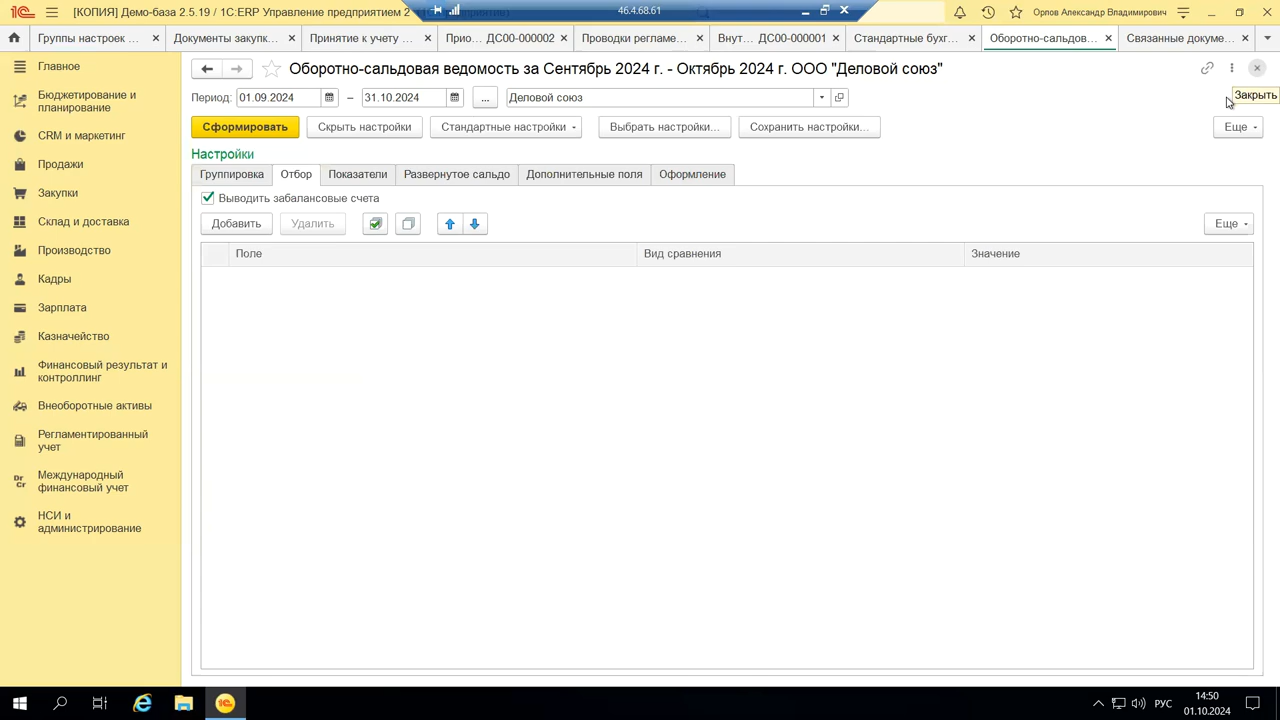 [КОПИЯ] Демо-база 2.5.19 / 1С:ERP Управление предприятием 2
46.4.68.61
Орлов Александр Владимирович
Группы настроек ...
Документы закупк...
Принятие к учету ...
Прио... ДС00-000002
Проводки регламе...
Внут... ДС00-000001
Стандартные бухг...
Оборотно-сальдов...
Связанные докуме...
Главное
Бюджетирование и планирование
CRM и маркетинг
Продажи
Закупки
Склад и доставка
Производство
Кадры
Зарплата
Казначейство
Финансовый результат и контроллинг
Внеоборотные активы
Регламентированный учет
Международный финансовый учет
НСИ и администрирование
Оборотно-сальдовая ведомость за Сентябрь 2024 г. - Октябрь 2024 г. ООО "Деловой союз"
Закрыть
Период: 01.09.2024 – 31.10.2024 ... Деловой союз
Сформировать
Скрыть настройки
Стандартные настройки
Выбрать настройки...
Сохранить настройки...
Еще
Настройки
Группировка
Отбор
Показатели
Развернутое сальдо
Дополнительные поля
Оформление
Выводить забалансовые счета
Добавить
Удалить
Еще
Поле
Вид сравнения
Значение
РУС
14:50
01.10.2024